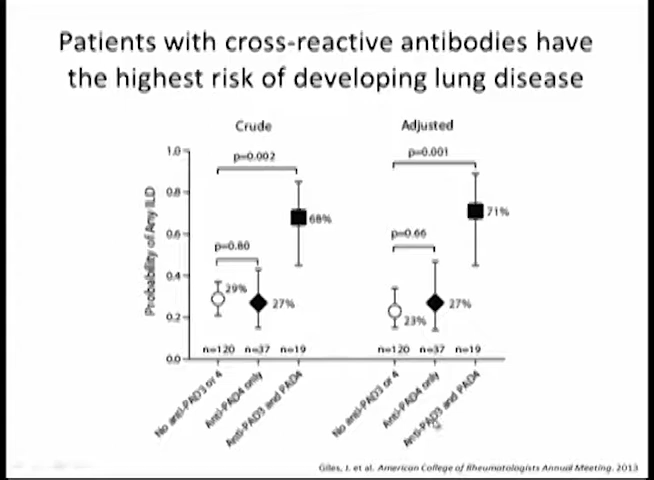 Patients with cross-reactive antibodies have
the highest risk of developing lung disease
Crude
Adjusted
Probability of Any ILD
1.0
0.8
0.6
0.4
0.2
0.0
p=0.002
p=0.80
29%
27%
68%
n=120 n=37 n=19
No anti-PAD3 or 4
Anti-PAD4 only
Anti-PAD3 and PAD4
p=0.001
p=0.66
23%
27%
71%
n=120 n=37 n=19
No anti-PAD3 or 4
Anti-PAD4 only
Anti-PAD3 and PAD4
Giles, J. et al. American College of Rheumatologists Annual Meeting. 2013